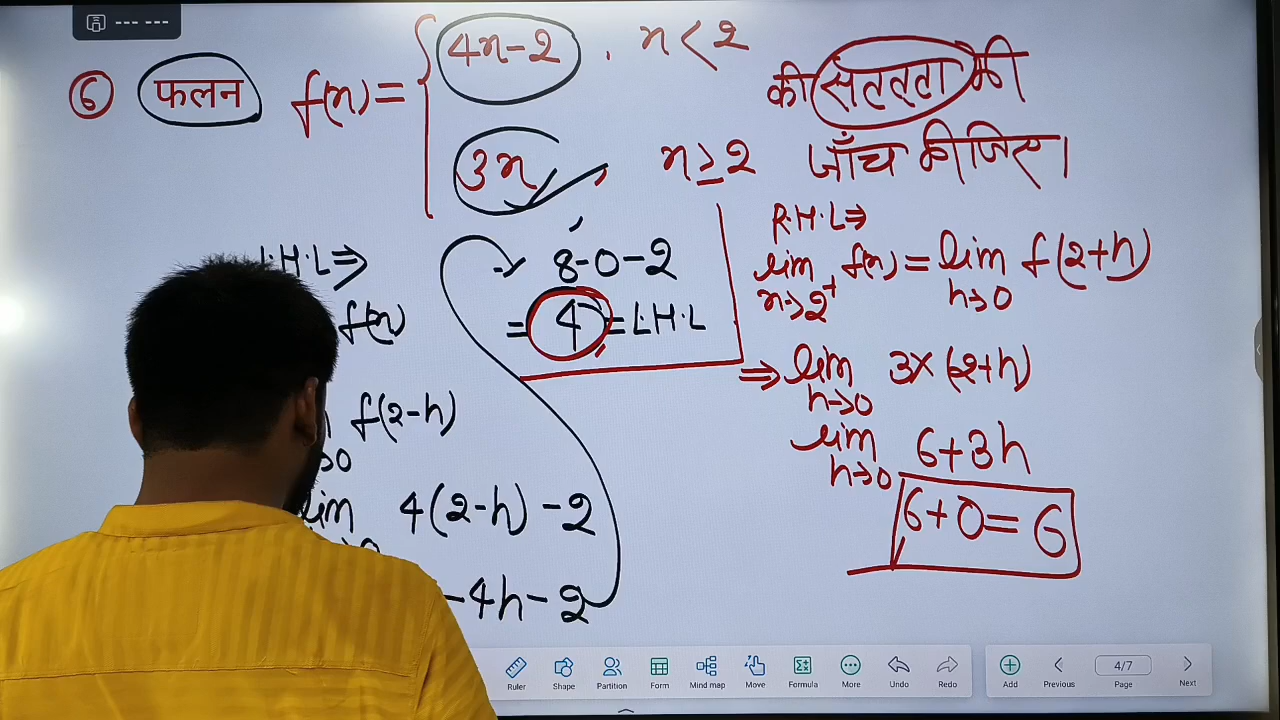 ⑥ फलन f(x) = { 4x-2 , x < 2
3x , x ≥ 2
की सततता की
जाँच कीजिए।
L.H.L ⇒
f(x)
f(2-h)
→0
lim 4(2-h) -2
-4h-2
→ 8-0-2
= 4 = L.H.L
R.H.L ⇒
lim x→2⁺ f(x) = lim h→0 f(2+h)
⇒ lim h→0 3×(2+h)
lim h→0 6+3h
6+0=6
Ruler Shape Partition Form Mind map Move Formula More Undo Redo
Add Previous 4/7 Page Next